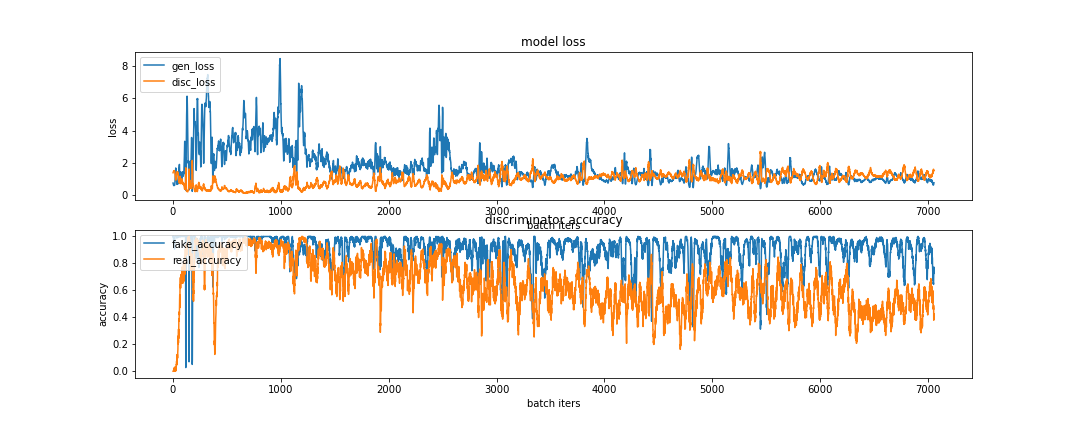 model loss
gen_loss
disc_loss
loss
8
6
4
2
0
0 1000 2000 3000 4000 5000 6000 7000
batch iters
discriminator accuracy
fake_accuracy
real_accuracy
accuracy
1.0
0.8
0.6
0.4
0.2
0.0
0 1000 2000 3000 4000 5000 6000 7000
batch iters